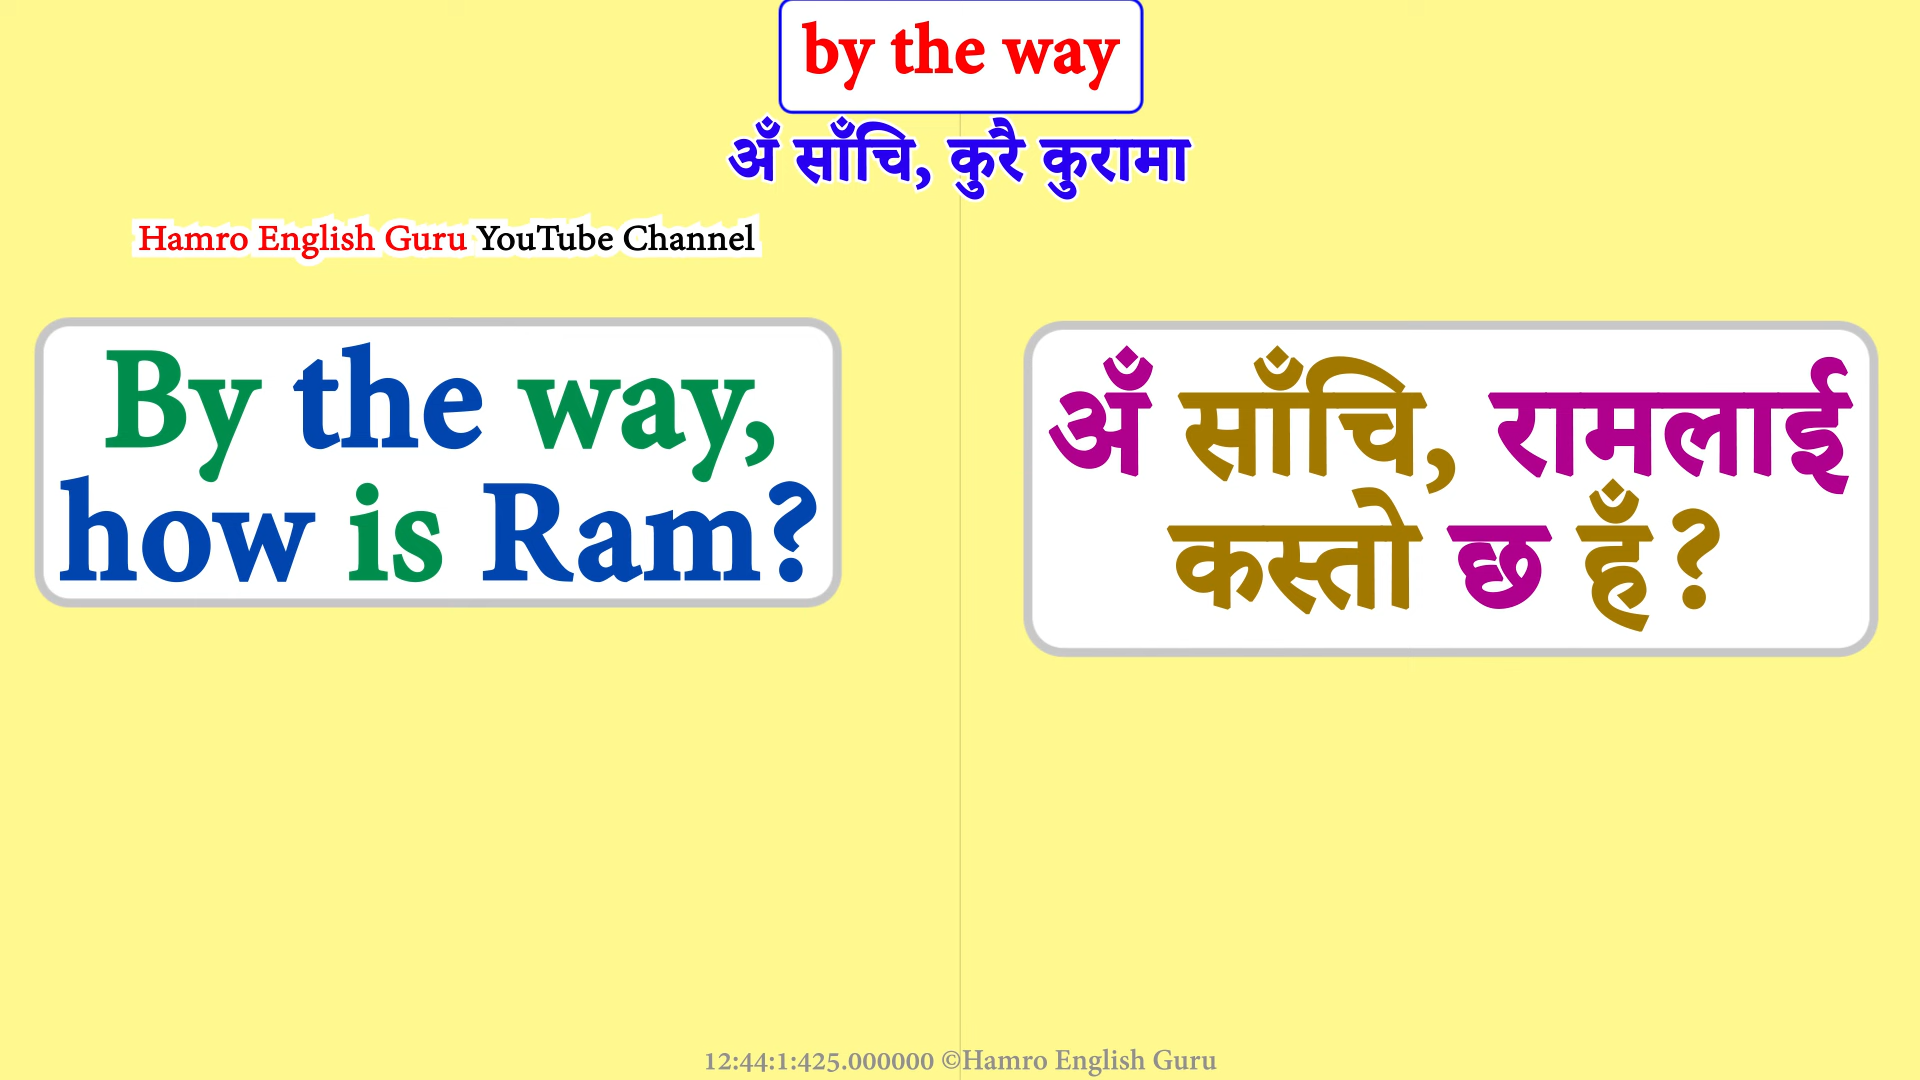 by the way
अँ साँचि, कुरै कुरामा
Hamro English Guru YouTube Channel
By the way,
how is Ram?
अँ साँचि, रामलाई
कस्तो छ हँ?
12:44:1:425.000000 ©Hamro English Guru